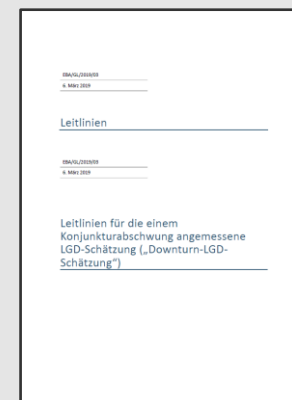 EBA/GL/2019/03
6. März 2019
Leitlinien
EBA/GL/2019/03
6. März 2019
Leitlinien für die einem
Konjunkturabschwung angemessene
LGD-Schätzung („Downturn-LGD-
Schätzung“)